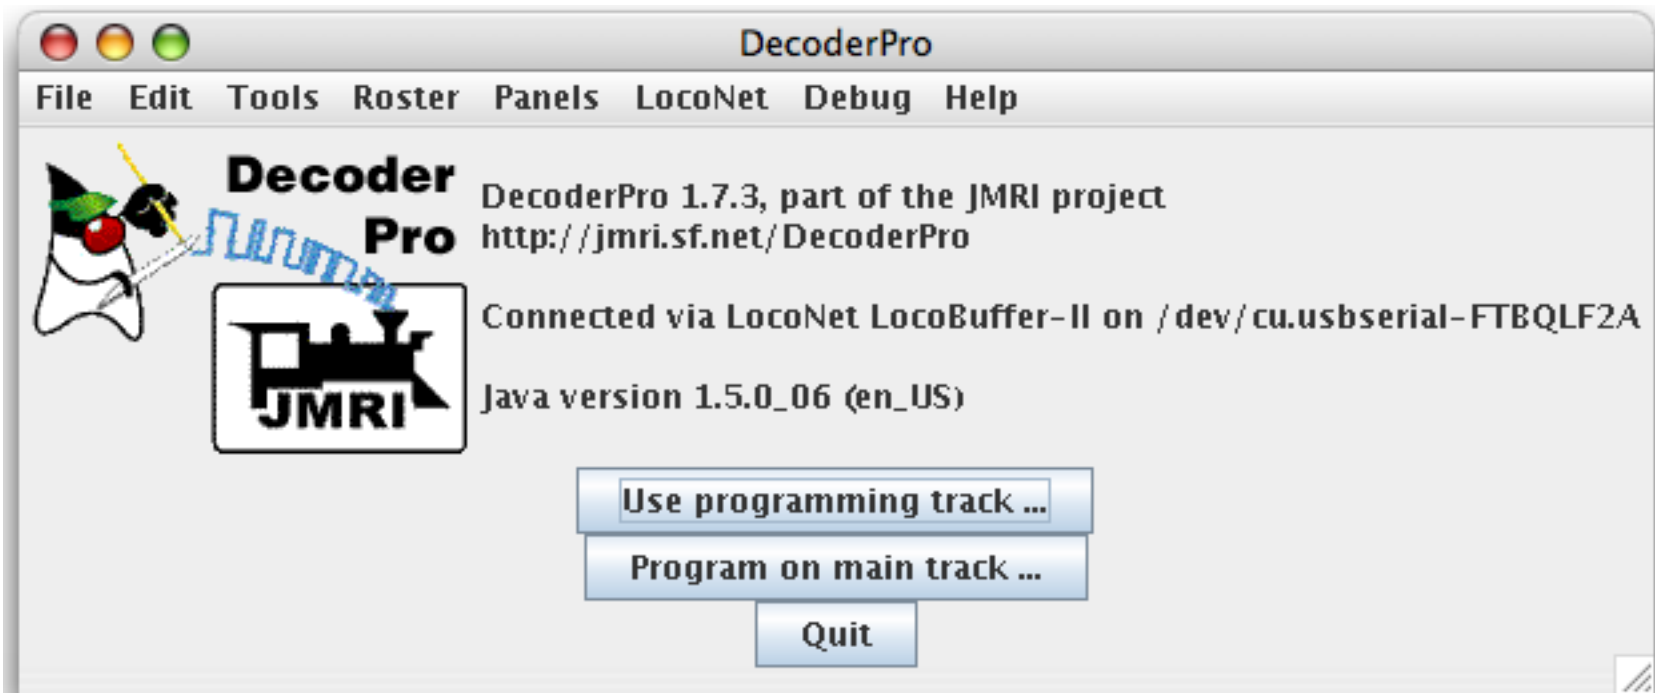 DecoderPro
File Edit Tools Roster Panels LocoNet Debug Help
Decoder
Pro
JMRI
DecoderPro 1.7.3, part of the JMRI project
http://jmri.sf.net/DecoderPro
Connected via LocoNet LocoBuffer-II on /dev/cu.usbserial-FTBQLF2A
Java version 1.5.0_06 (en_US)
Use programming track ...
Program on main track ...
Quit